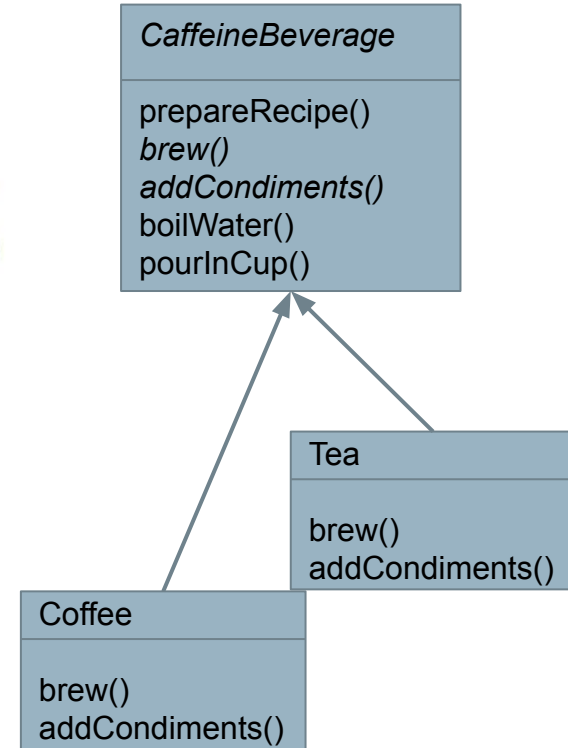 CaffeineBeverage
prepareRecipe()
brew()
addCondiments()
boilWater()
pourInCup()
Tea
brew()
addCondiments()
Coffee
brew()
addCondiments()